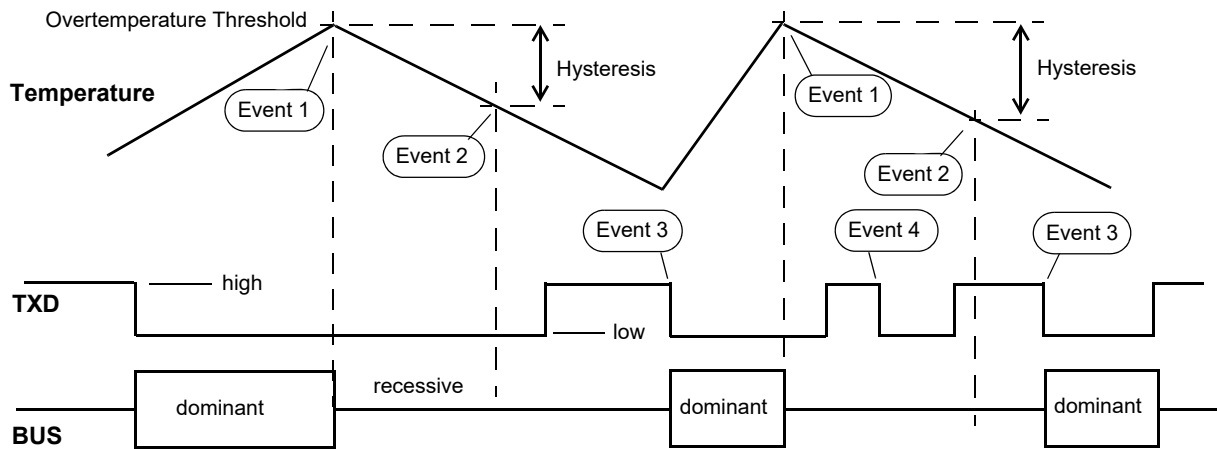 Overtemperature Threshold
Hysteresis
Hysteresis
Temperature
Event 1
Event 1
Event 2
Event 2
Event 3
Event 4
Event 3
high
TXD
low
recessive
dominant
dominant
dominant
BUS